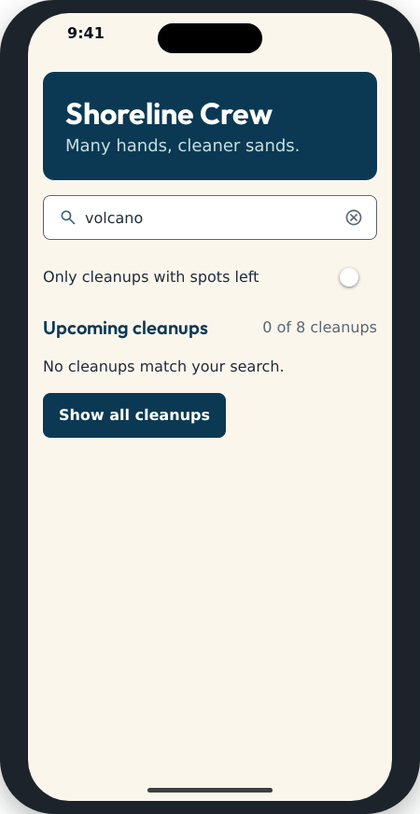 9:41
Shoreline Crew
Many hands, cleaner sands.
volcano
Only cleanups with spots left
Upcoming cleanups
0 of 8 cleanups
No cleanups match your search.
Show all cleanups